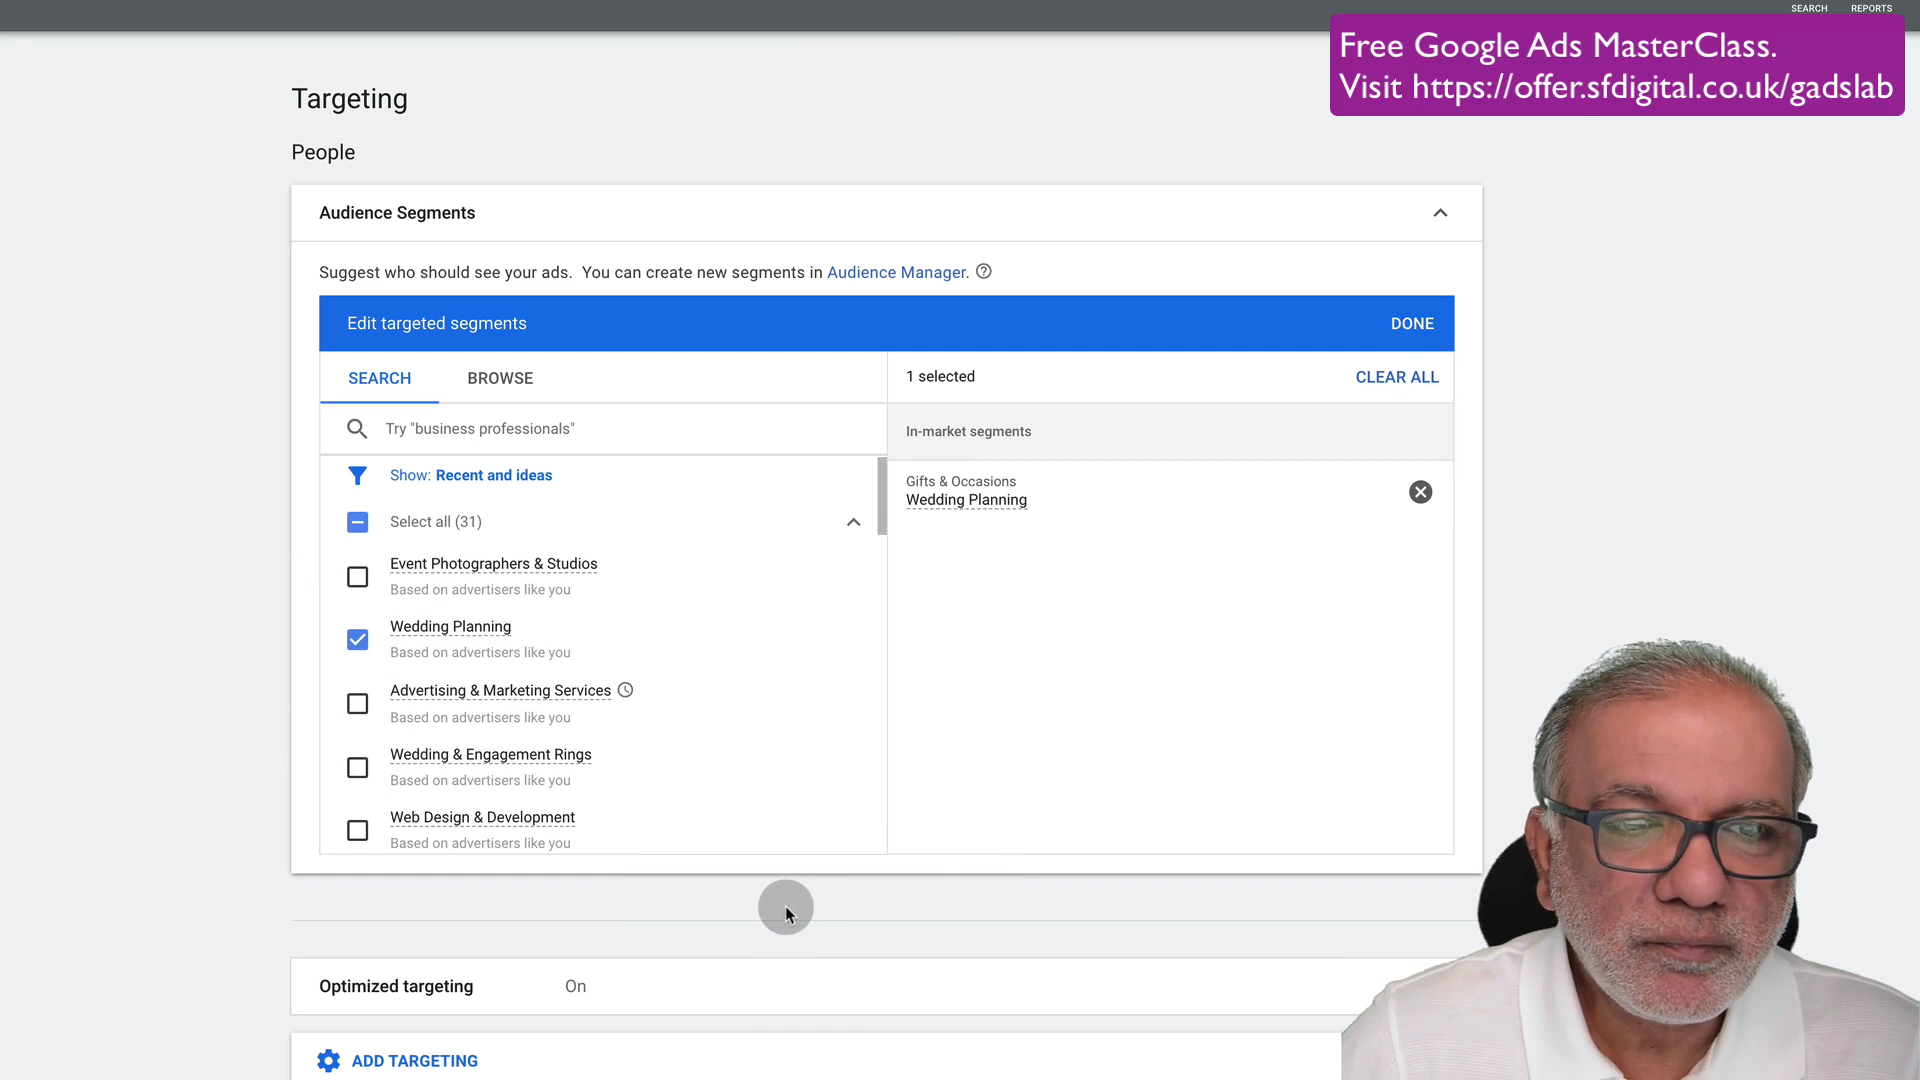 SEARCH REPORTS
Free Google Ads MasterClass.
Visit https://offer.sfdigital.co.uk/gadslab
Targeting
People
Audience Segments
Suggest who should see your ads. You can create new segments in Audience Manager.
Edit targeted segments
DONE
SEARCH BROWSE
1 selected
CLEAR ALL
Try "business professionals"
Show: Recent and ideas
Select all (31)
Event Photographers & Studios
Based on advertisers like you
Wedding Planning
Based on advertisers like you
Advertising & Marketing Services
Based on advertisers like you
Wedding & Engagement Rings
Based on advertisers like you
Web Design & Development
Based on advertisers like you
In-market segments
Gifts & Occasions
Wedding Planning
Optimized targeting On
ADD TARGETING